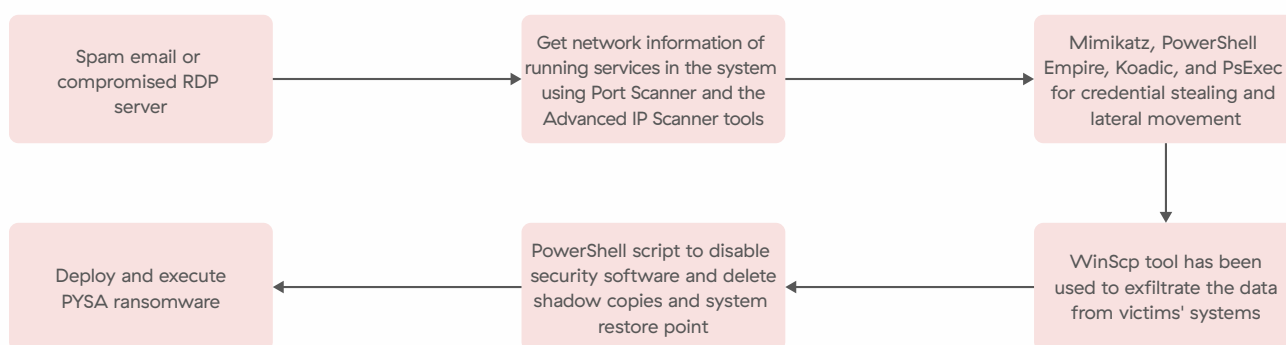 Spam email or
compromised RDP
server
Get network information of
running services in the system
using Port Scanner and the
Advanced IP Scanner tools
Mimikatz, PowerShell
Empire, Koadic, and PsExec
for credential stealing and
lateral movement
WinScp tool has been
used to exfiltrate the data
from victims' systems
PowerShell script to disable
security software and delete
shadow copies and system
restore point
Deploy and execute
PYSA ransomware